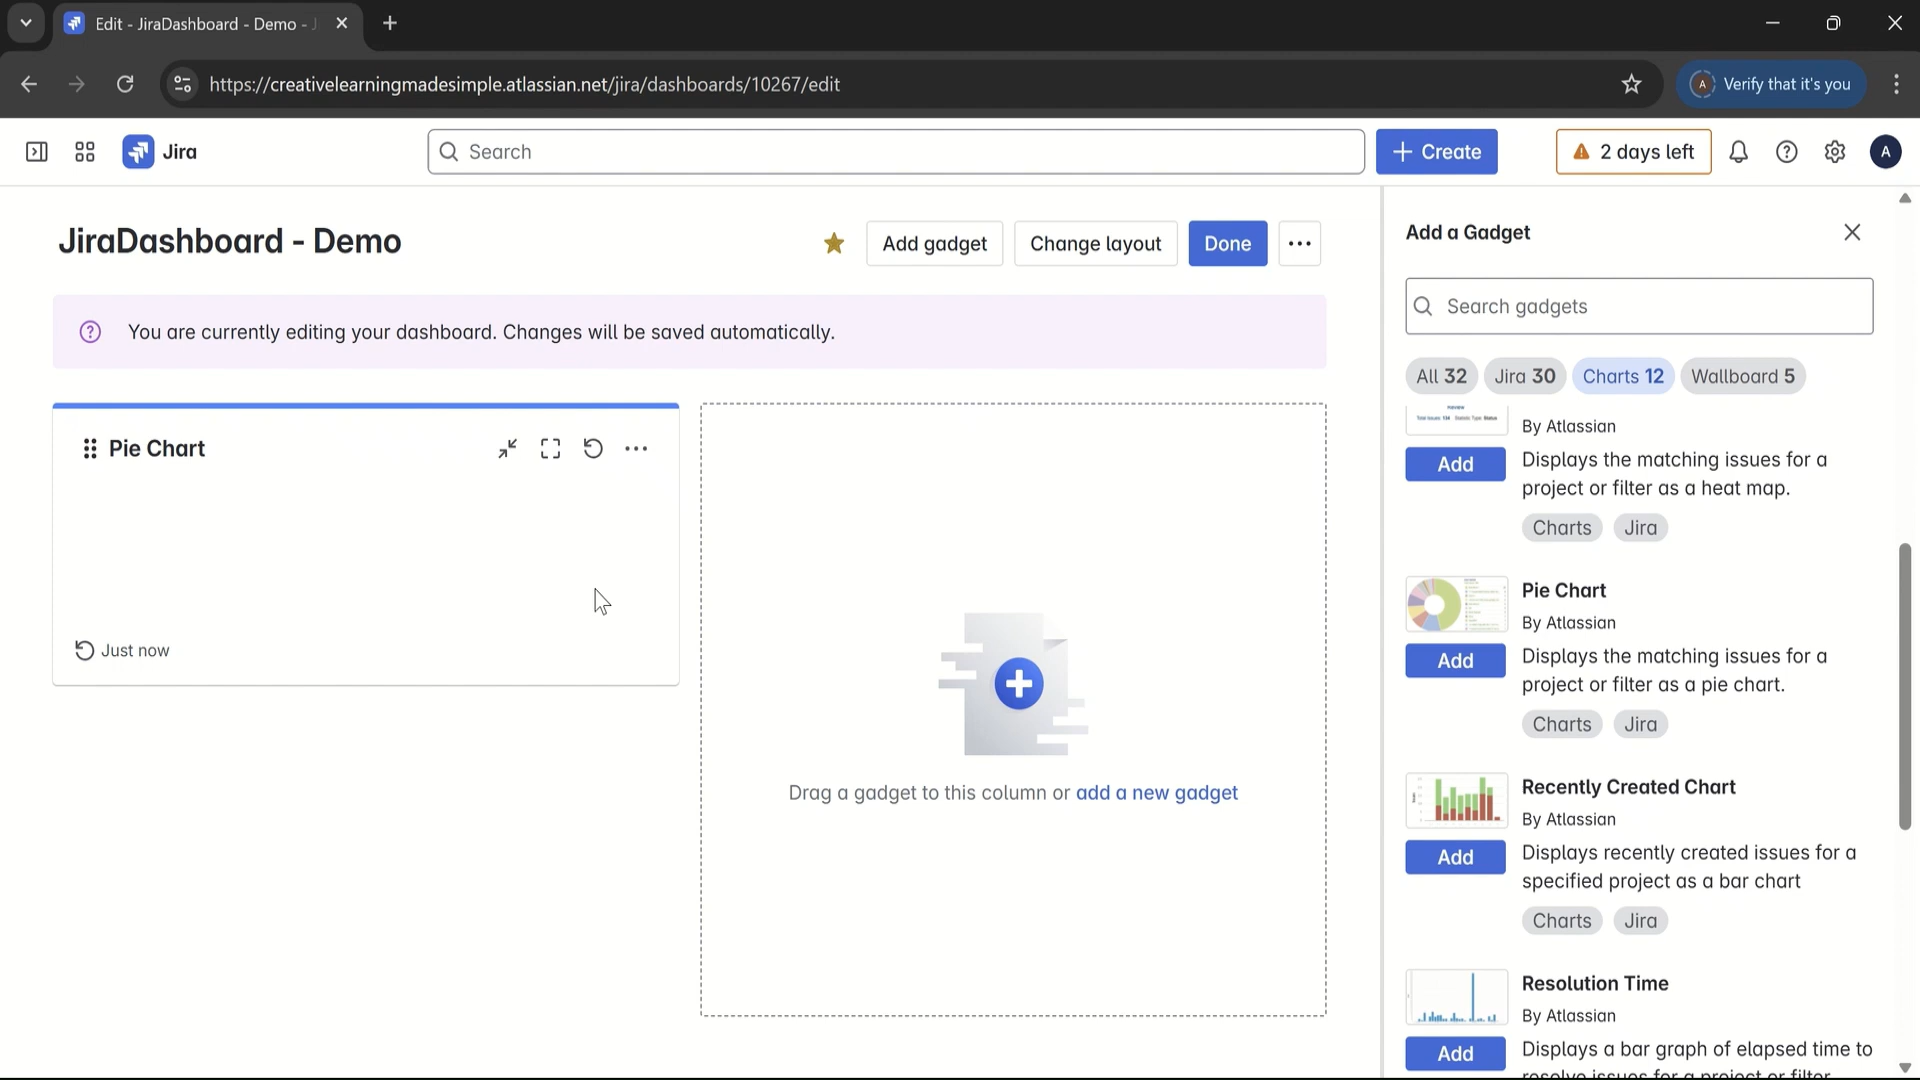 Edit - JiraDashboard - Demo - J
https://creativelearningmadesimple.atlassian.net/jira/dashboards/10267/edit
Verify that it's you
A
Jira
Search
Create
2 days left
A
JiraDashboard - Demo
Add gadget
Change layout
Done
You are currently editing your dashboard. Changes will be saved automatically.
Pie Chart
Just now
Drag a gadget to this column or add a new gadget
Add a Gadget
Search gadgets
All 32 Jira 30 Charts 12 Wallboard 5
By Atlassian
Add
Displays the matching issues for a
project or filter as a heat map.
Charts Jira
Pie Chart
By Atlassian
Add
Displays the matching issues for a
project or filter as a pie chart.
Charts Jira
Recently Created Chart
By Atlassian
Add
Displays recently created issues for a
specified project as a bar chart
Charts Jira
Resolution Time
By Atlassian
Add
Displays a bar graph of elapsed time to
resolve issues for a project or filter